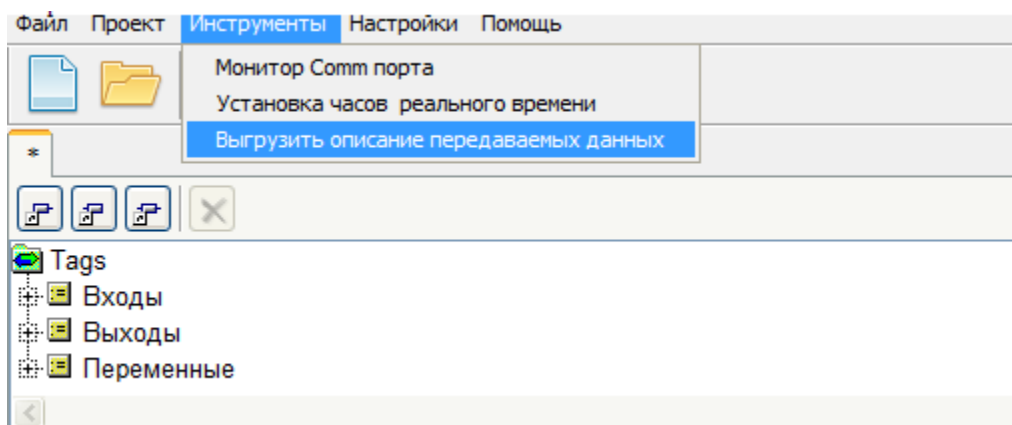 Файл Проект Инструменты Настройки Помощь
Монитор Comm порта
Установка часов реального времени
Выгрузить описание передаваемых данных
*
Tags
Входы
Выходы
Переменные